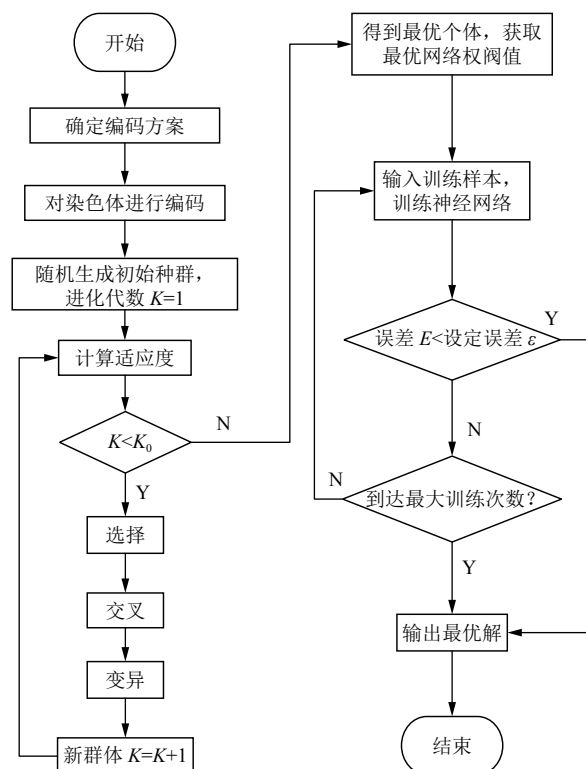 开始
确定编码方案
对染色体进行编码
随机生成初始种群，
进化代数 K=1
计算适应度
K<K₀
N
Y
选择
交叉
变异
新群体 K=K+1
得到最优个体，获取
最优网络权阀值
输入训练样本，
训练神经网络
误差 E<设定误差 ε
Y
N
到达最大训练次数？
N
Y
输出最优解
结束